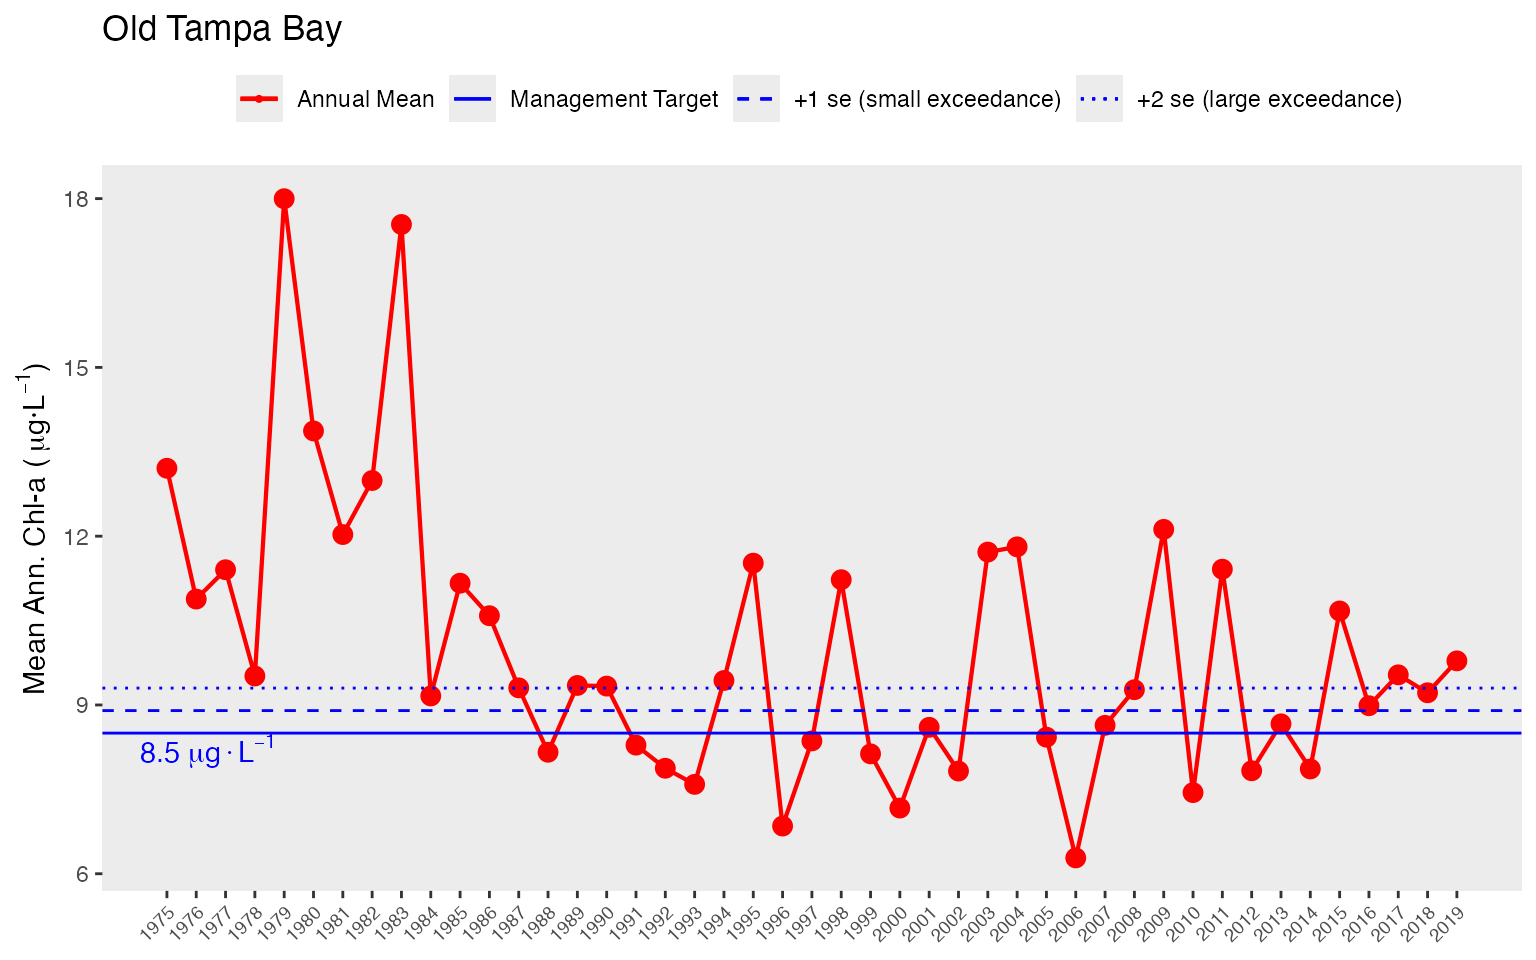 Old Tampa Bay
Annual Mean Management Target +1 se (small exceedance) +2 se (large exceedance)
Mean Ann. Chl-a ( μg·L⁻¹)
18
15
12
9
6
8.5 μg·L⁻¹
1975 1976 1977 1978 1979 1980 1981 1982 1983 1984 1985 1986 1987 1988 1989 1990 1991 1992 1993 1994 1995 1996 1997 1998 1999 2000 2001 2002 2003 2004 2005 2006 2007 2008 2009 2010 2011 2012 2013 2014 2015 2016 2017 2018 2019